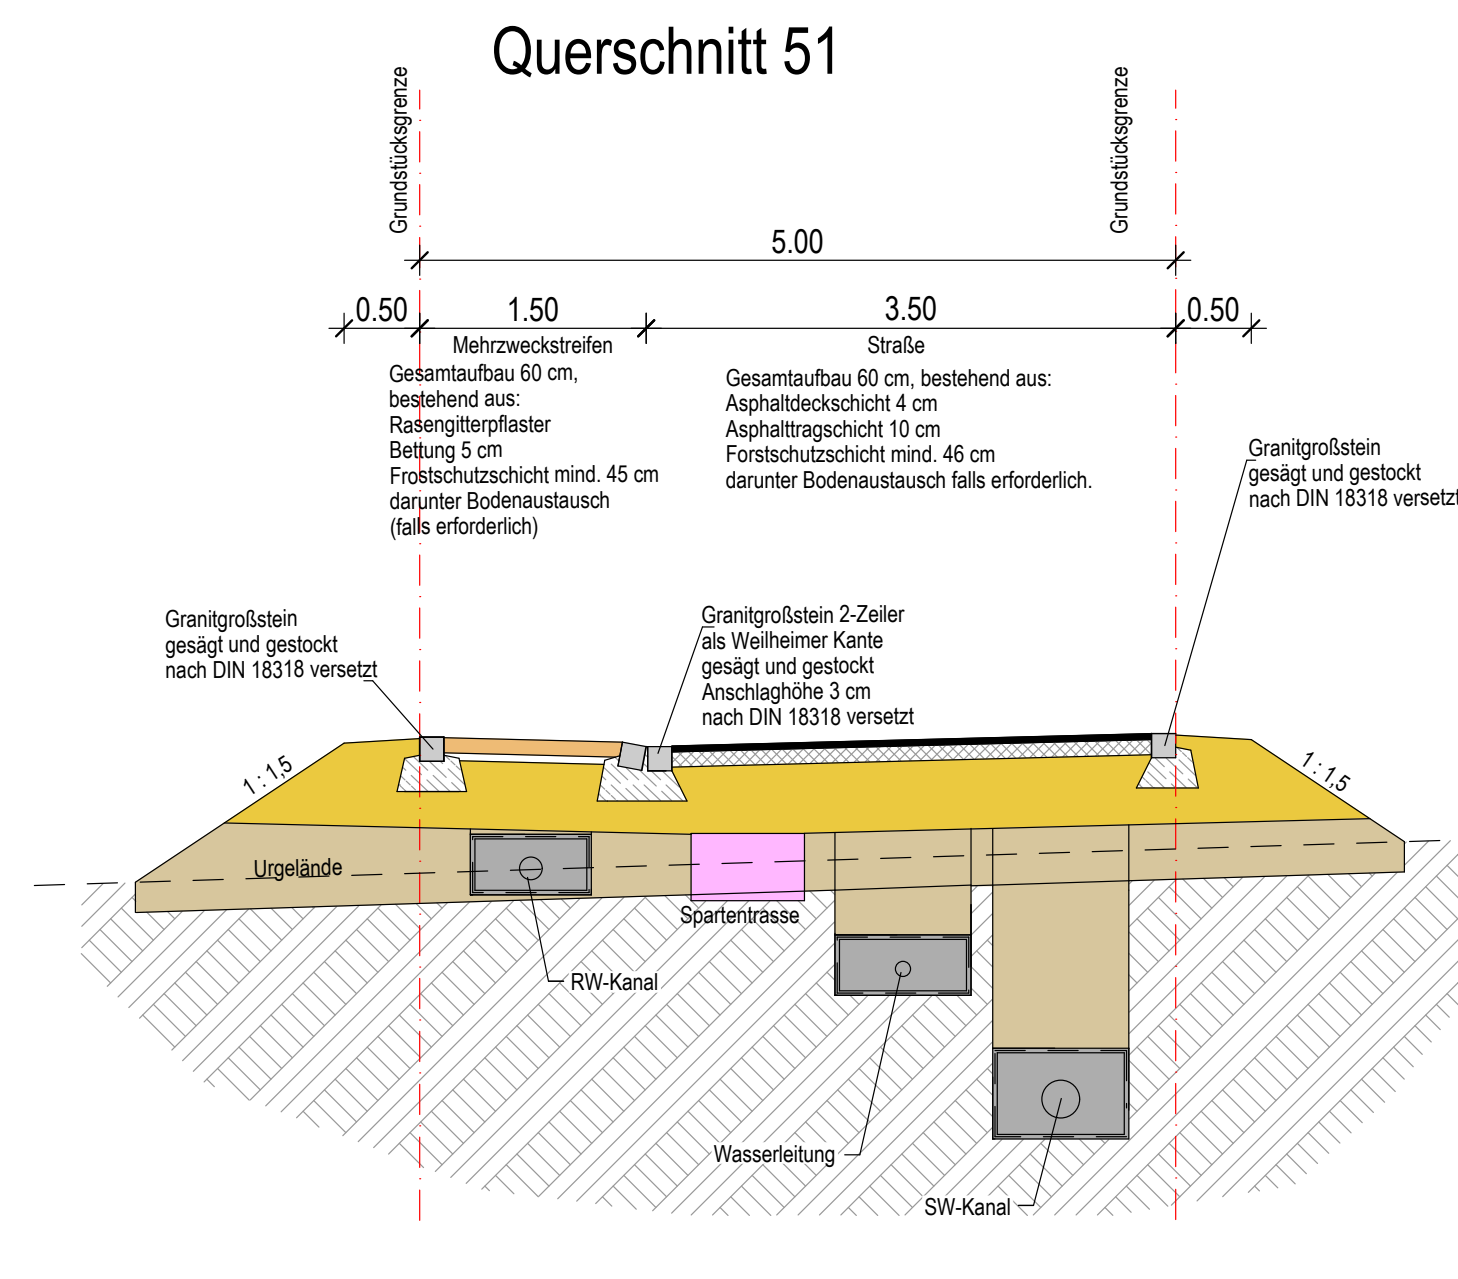 Querschnitt 51
Grundstücksgrenze
Grundstücksgrenze
5.00
0.50
1.50
3.50
0.50
Mehrzweckstreifen
Gesamtaufbau 60 cm,
bestehend aus:
Rasengitterpflaster
Bettung 5 cm
Frostschutzschicht mind. 45 cm
darunter Bodenaustausch
(falls erforderlich)
Straße
Gesamtaufbau 60 cm, bestehend aus:
Asphaltdeckschicht 4 cm
Asphalttragschicht 10 cm
Forstschutzschicht mind. 46 cm
darunter Bodenaustausch falls erforderlich.
Granitgroßstein
gesägt und gestockt
nach DIN 18318 versetzt
Granitgroßstein
gesägt und gestockt
nach DIN 18318 versetzt
Granitgroßstein 2-Zeiler
als Weilheimer Kante
gesägt und gestockt
Anschlaghöhe 3 cm
nach DIN 18318 versetzt
1 : 1,5
1 : 1,5
Urgelände
Spartentrasse
RW-Kanal
Wasserleitung
SW-Kanal